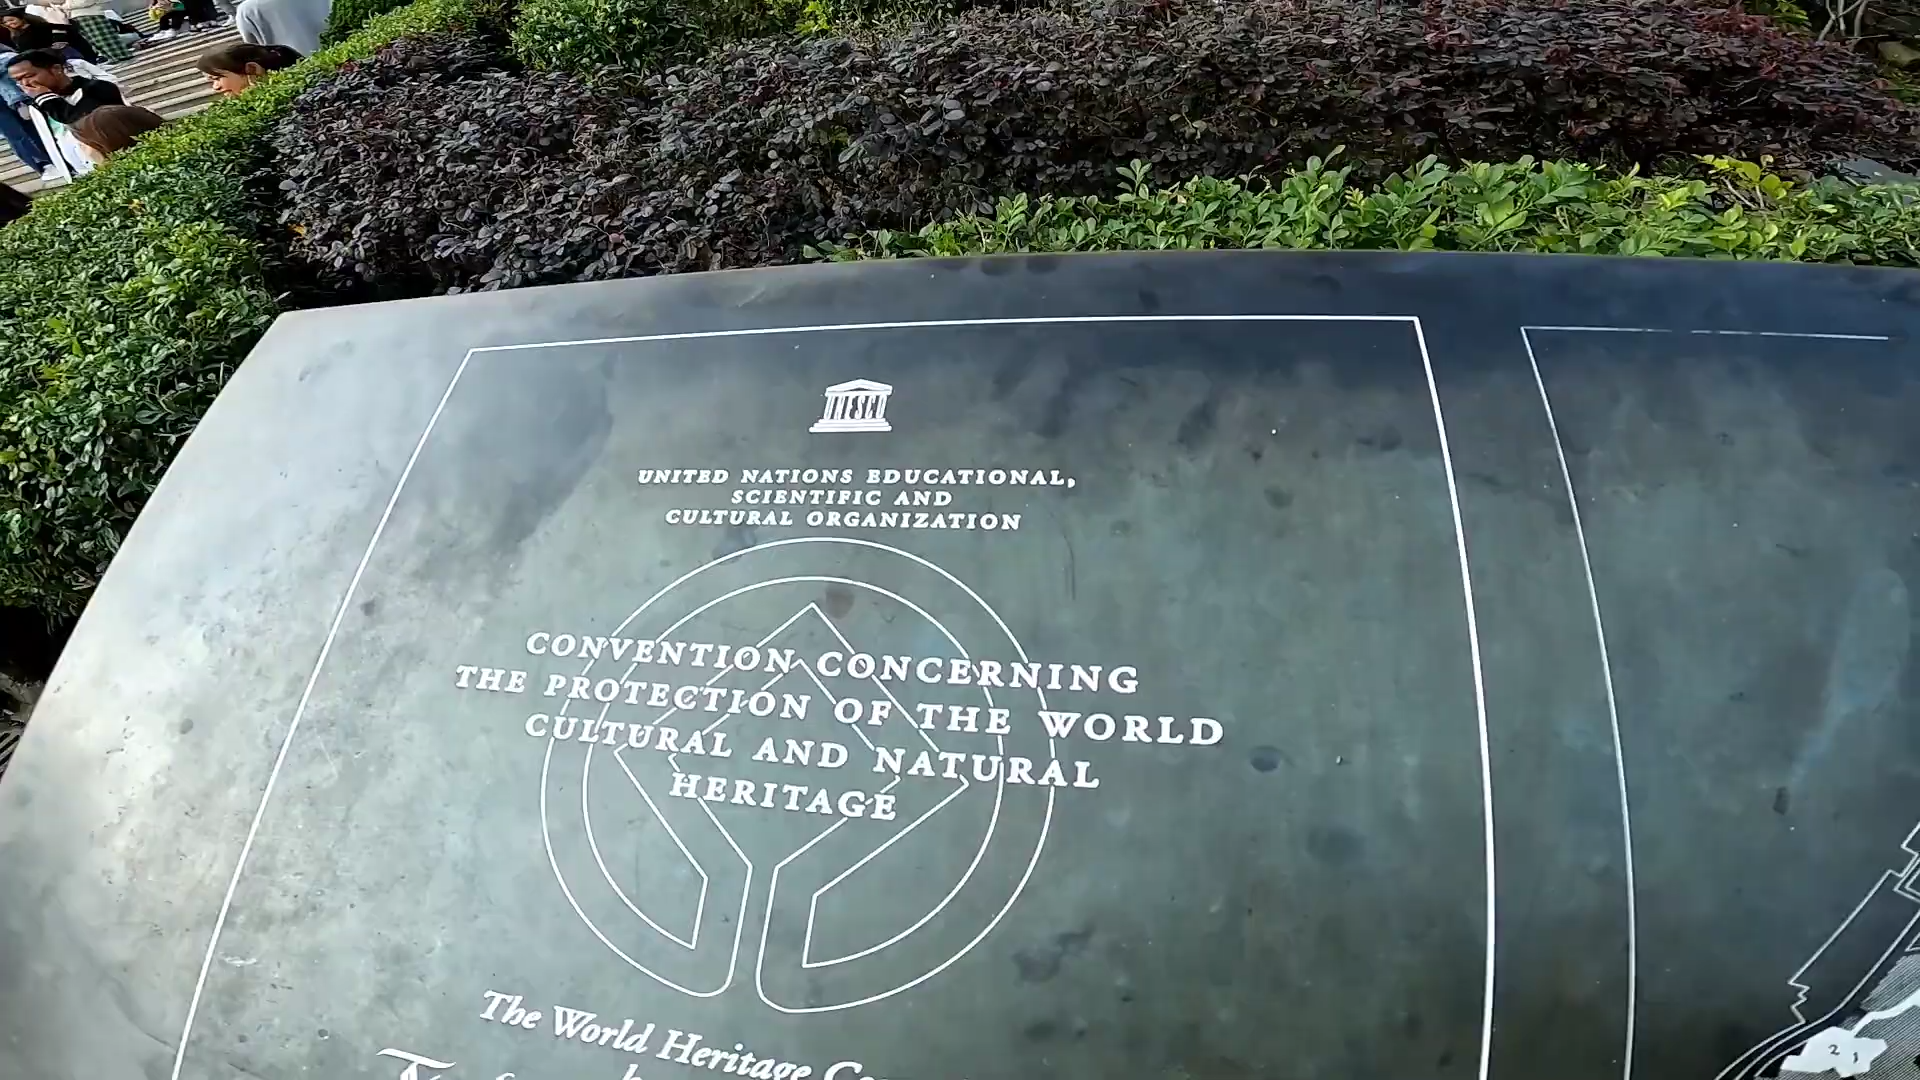 UNESCO
UNITED NATIONS EDUCATIONAL,
SCIENTIFIC AND
CULTURAL ORGANIZATION
CONVENTION CONCERNING
THE PROTECTION OF THE WORLD
CULTURAL AND NATURAL
HERITAGE
The World Heritage
21